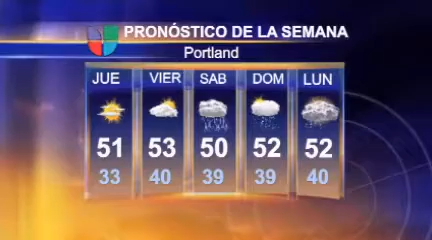 PRONÓSTICO DE LA SEMANA
Portland
JUE VIER SAB DOM LUN
51 53 50 52 52
33 40 39 39 40